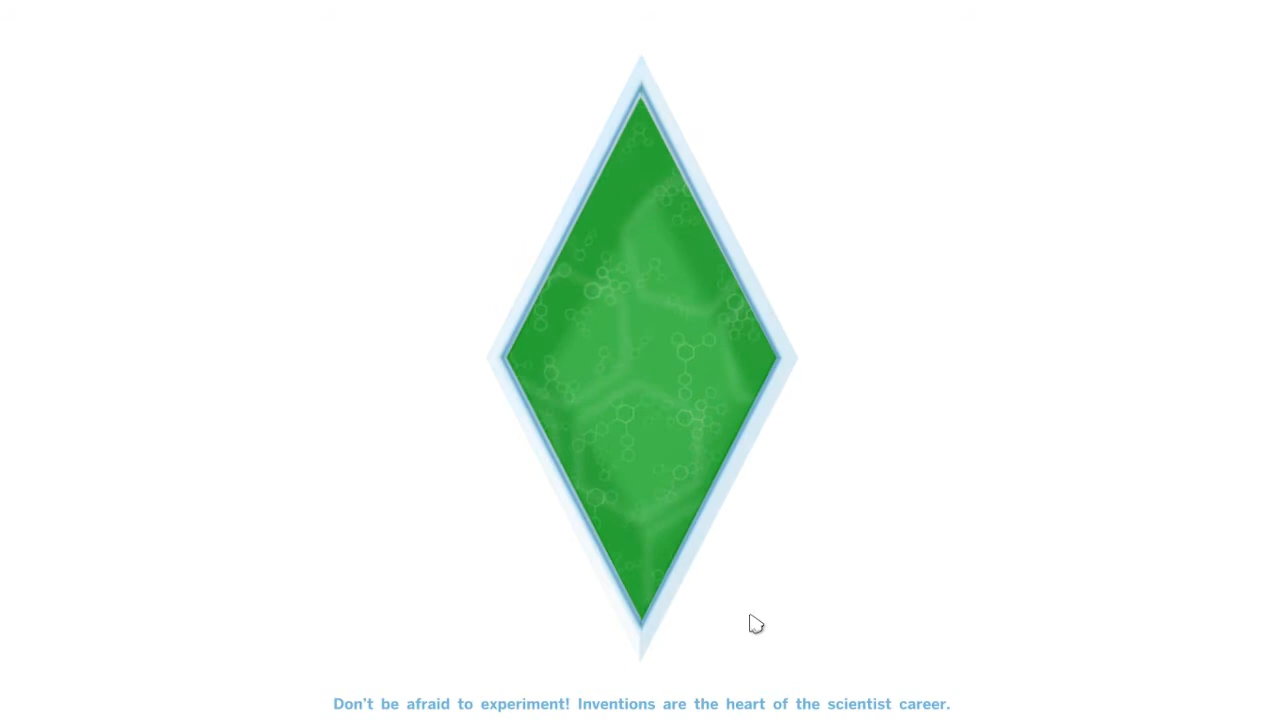 Don't be afraid to experiment! Inventions are the heart of the scientist career.